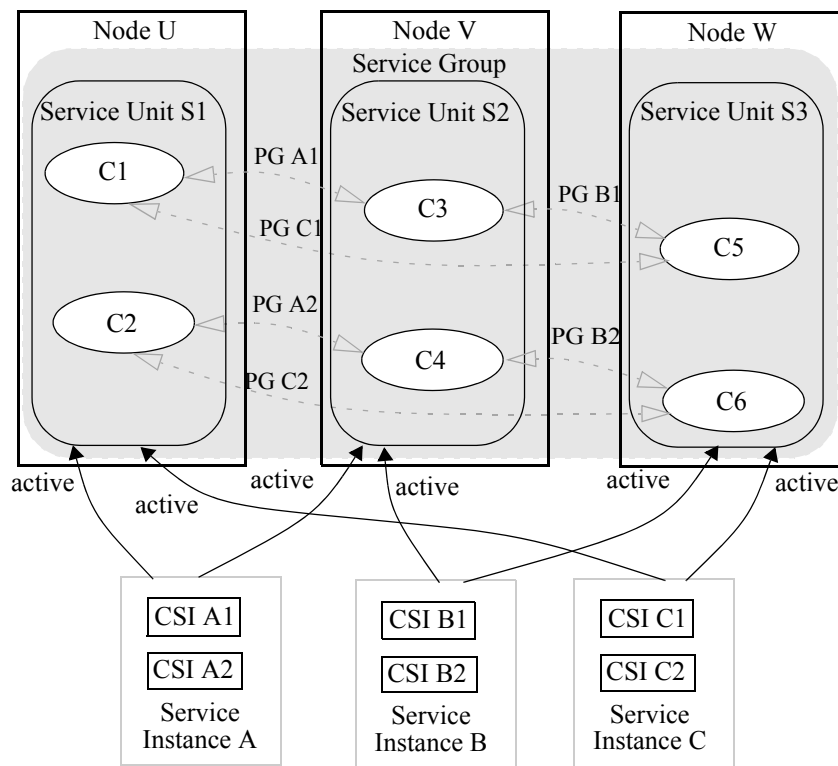 Node U
Node V
Node W
Service Group
Service Unit S1
Service Unit S2
Service Unit S3
C1
PG A1
C3
PG B1
PG C1
C5
C2
PG A2
C4
PG B2
PG C2
C6
active
active
active
active
active
active
CSI A1
CSI A2
Service
Instance A
CSI B1
CSI B2
Service
Instance B
CSI C1
CSI C2
Service
Instance C